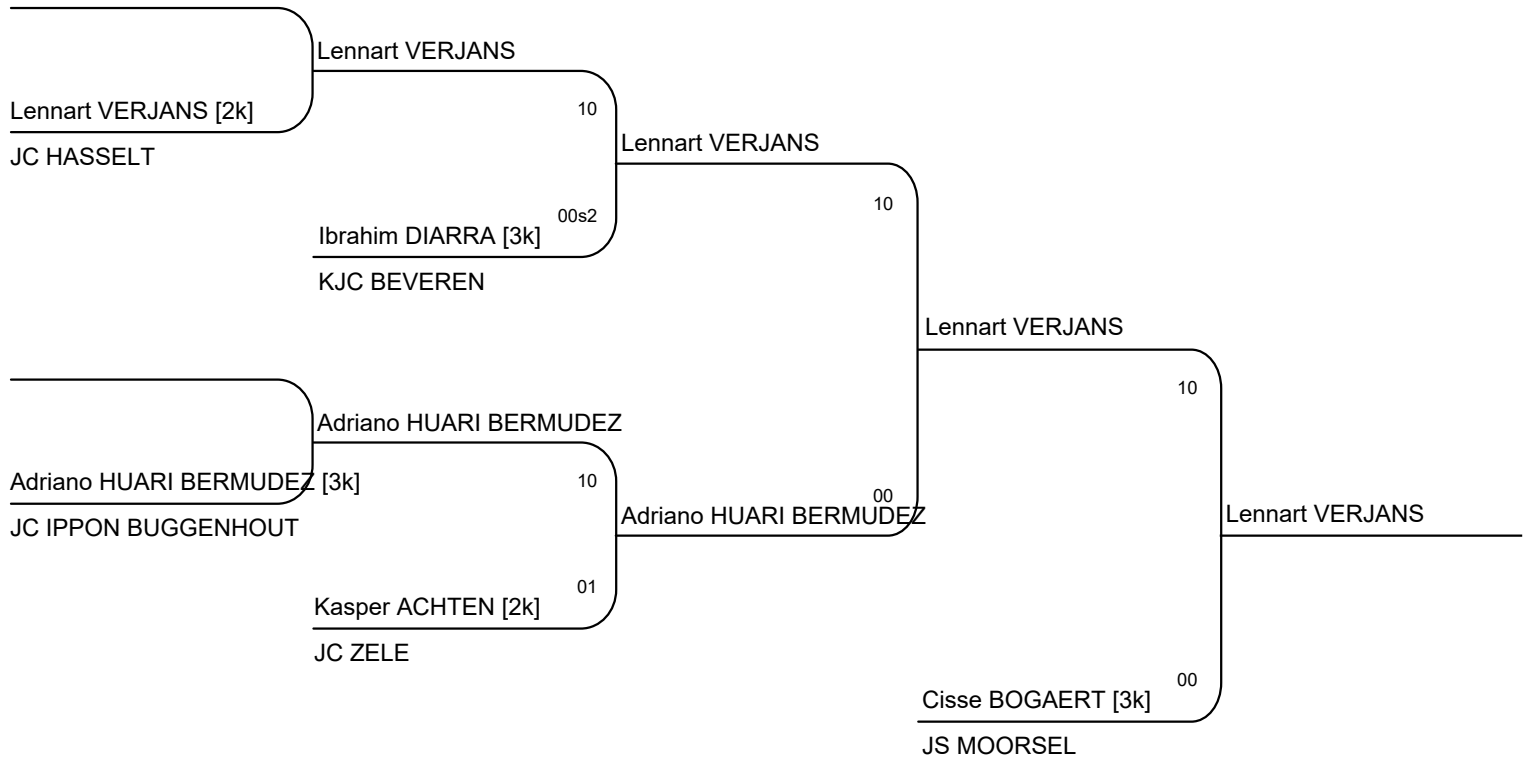 Lennart VERJANS
Lennart VERJANS [2k]
JC HASSELT
10
Lennart VERJANS
00s2
Ibrahim DIARRA [3k]
KJC BEVEREN
10
Lennart VERJANS
10
Adriano HUARI BERMUDEZ
Adriano HUARI BERMUDEZ [3k]
JC IPPON BUGGENHOUT
10
00
Adriano HUARI BERMUDEZ
Lennart VERJANS
01
Kasper ACHTEN [2k]
JC ZELE
00
Cisse BOGAERT [3k]
JS MOORSEL